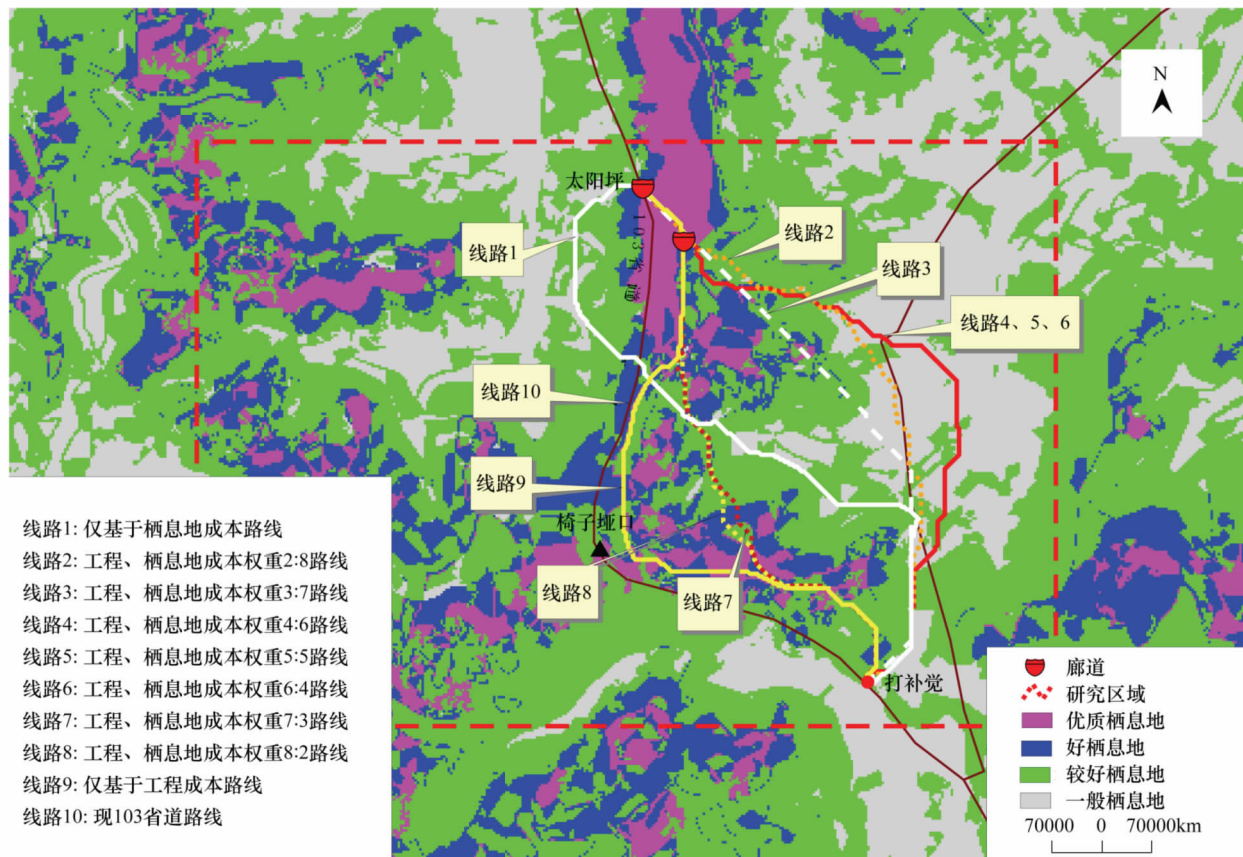 N
太阳坪
线路1
103省道
线路2
线路3
线路4、5、6
线路10
线路9
椅子垭口
线路8
线路7
打补觉
线路1: 仅基于栖息地成本路线
线路2: 工程、栖息地成本权重2:8路线
线路3: 工程、栖息地成本权重3:7路线
线路4: 工程、栖息地成本权重4:6路线
线路5: 工程、栖息地成本权重5:5路线
线路6: 工程、栖息地成本权重6:4路线
线路7: 工程、栖息地成本权重7:3路线
线路8: 工程、栖息地成本权重8:2路线
线路9: 仅基于工程成本路线
线路10: 现103省道路线
廊道
研究区域
优质栖息地
好栖息地
较好栖息地
一般栖息地
70000 0 70000km